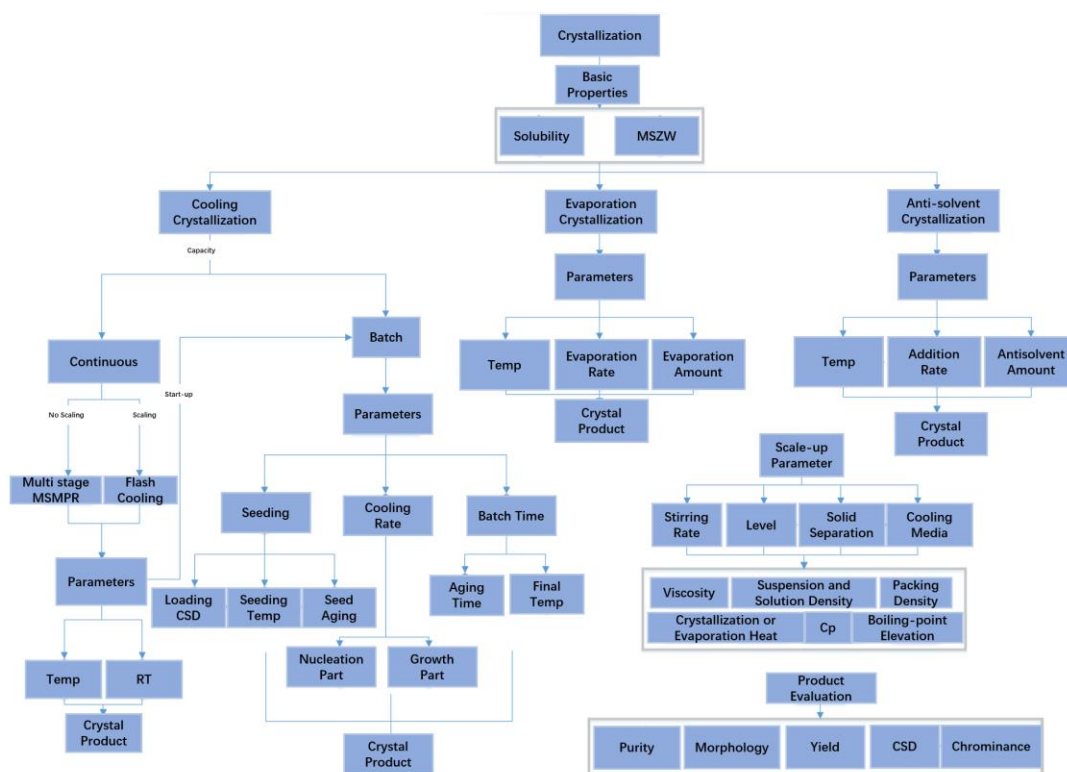 Crystallization
Basic
Properties
Solubility
MSZW
Cooling
Crystallization
Evaporation
Crystallization
Anti-solvent
Crystallization
Capacity
Parameters
Parameters
Continuous
Batch
Temp
Evaporation
Rate
Evaporation
Amount
Temp
Addition
Rate
Antisolvent
Amount
No Scaling
Scaling
Start-up
Parameters
Crystal
Product
Crystal
Product
Multi stage
MSMPR
Flash
Cooling
Scale-up
Parameter
Seeding
Cooling
Rate
Batch Time
Stirring
Rate
Level
Solid
Separation
Cooling
Media
Parameters
Loading
CSD
Seeding
Temp
Seed
Aging
Aging
Time
Final
Temp
Viscosity
Suspension and
Solution Density
Packing
Density
Crystallization or
Evaporation Heat
Cp
Boiling-point
Elevation
Temp
RT
Nucleation
Part
Growth
Part
Product
Evaluation
Crystal
Product
Crystal
Product
Purity
Morphology
Yield
CSD
Chrominance